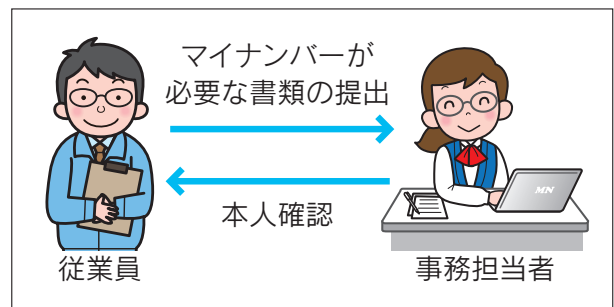 マイナンバーが
必要な書類の提出
本人確認
MN
従業員
事務担当者